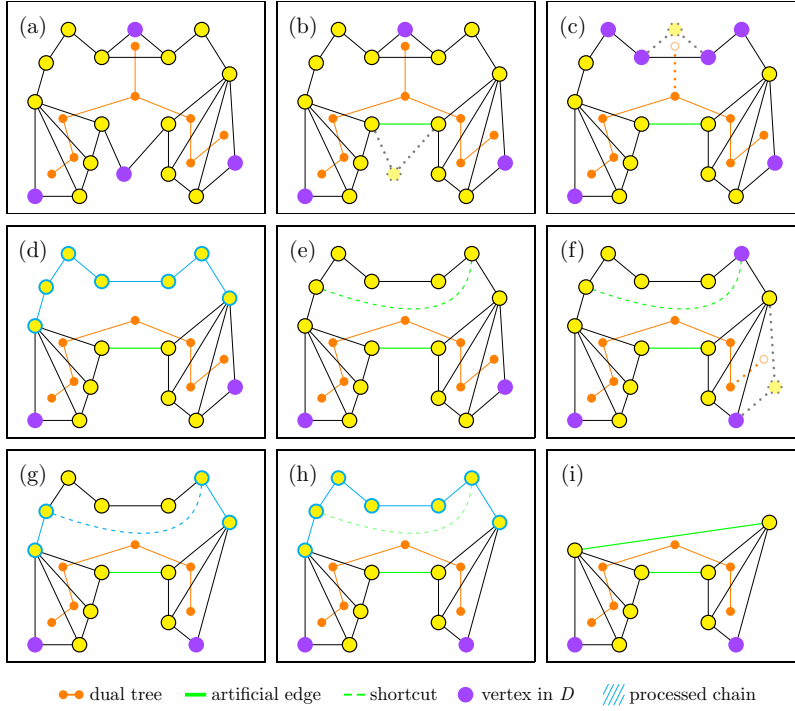 (a) (b) (c)
(d) (e) (f)
(g) (h) (i)
dual tree artificial edge shortcut vertex in D processed chain